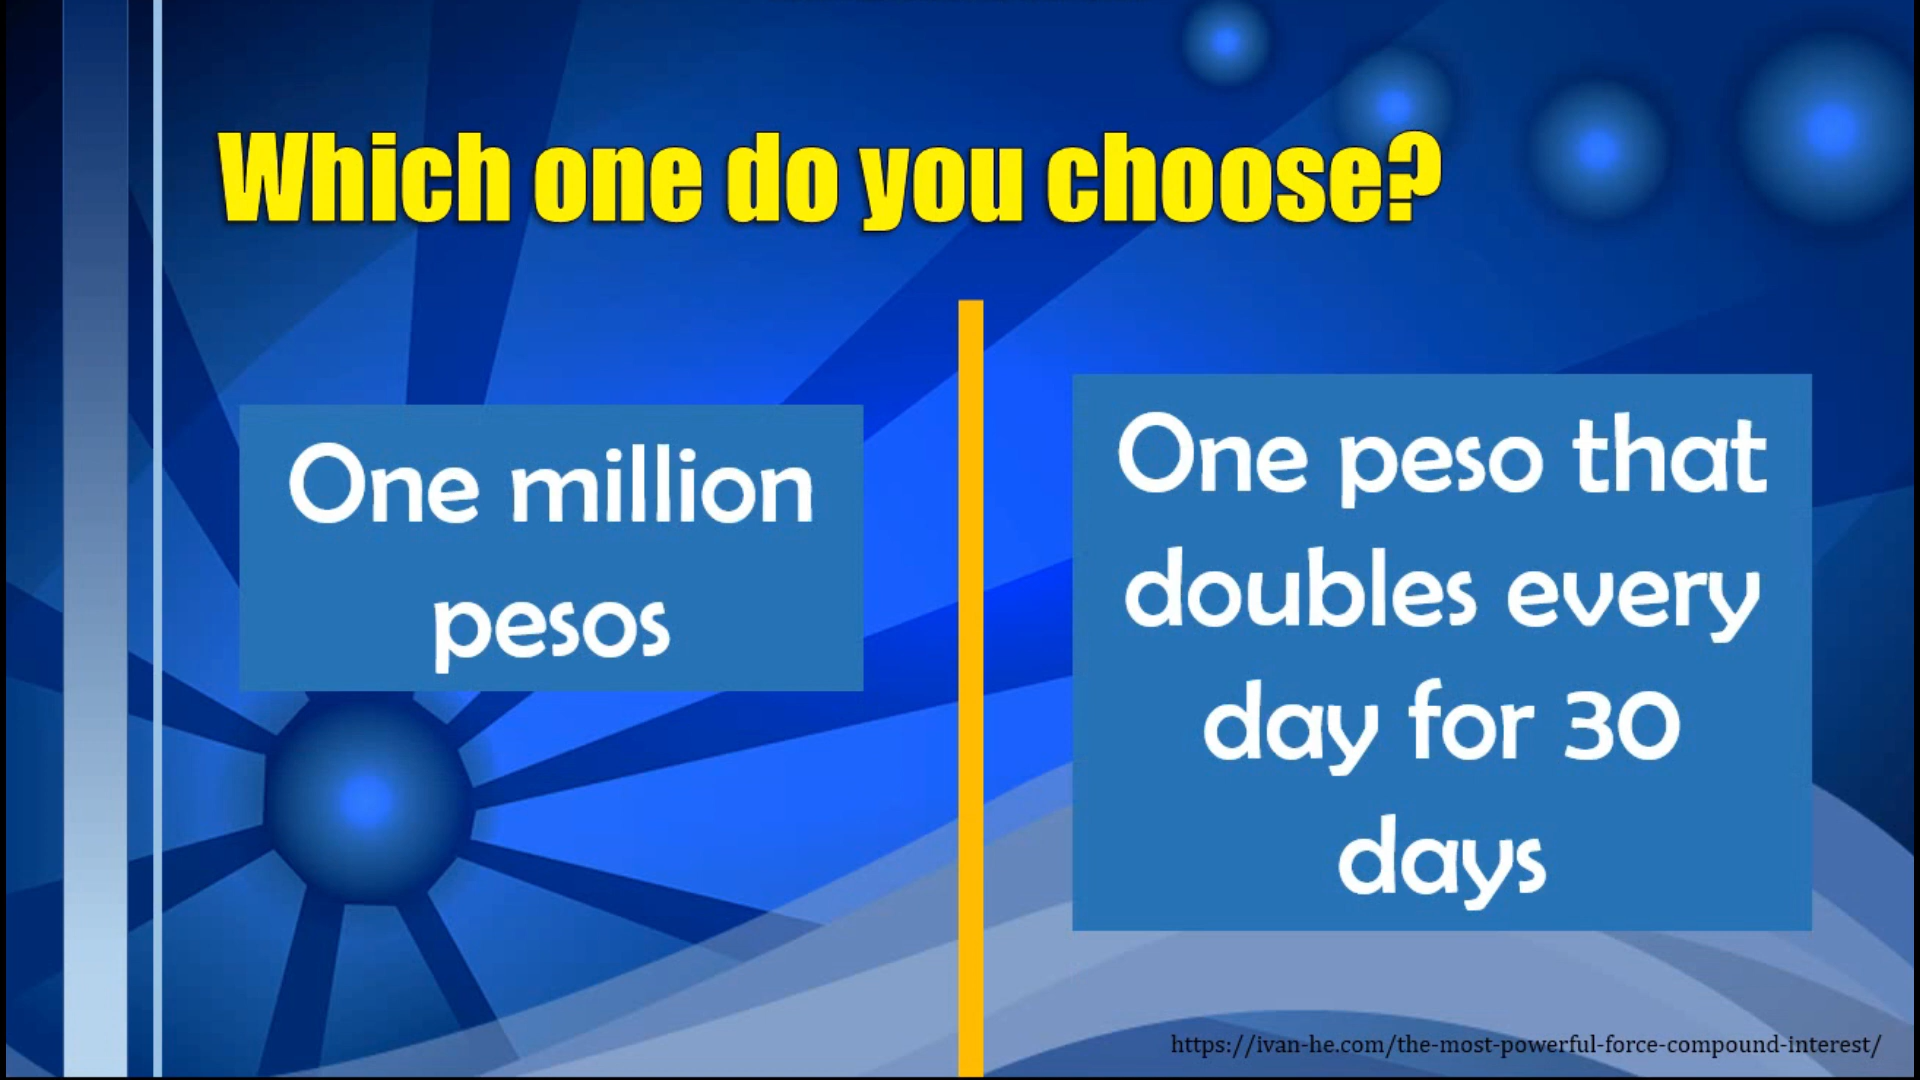 Which one do you choose?
One million
pesos
One peso that
doubles every
day for 30
days
https://ivan-he.com/the-most-powerful-force-compound-interest/